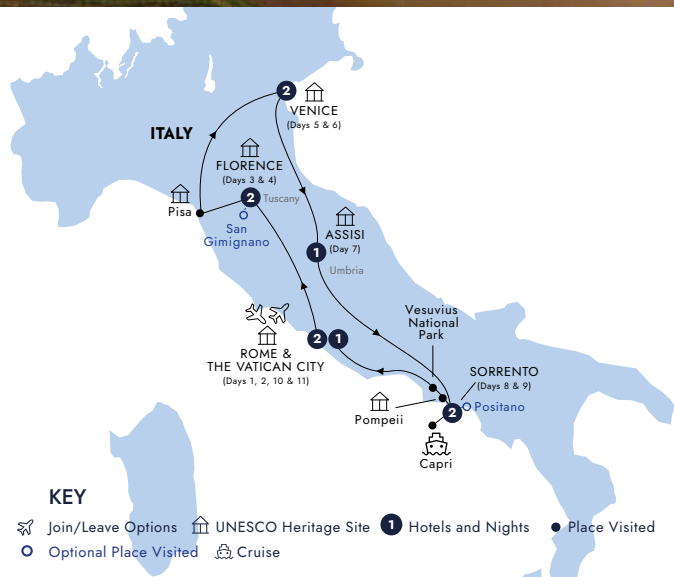 2
VENICE
(Days 5 & 6)
ITALY
FLORENCE
(Days 3 & 4)
2
Tuscany
Pisa
San
Gimignano
ASSISI
(Day 7)
1
Umbria
Vesuvius
National
Park
2 1
ROME &
THE VATICAN CITY
(Days 1, 2, 10 & 11)
SORRENTO
(Days 8 & 9)
2
Positano
Pompeii
Capri
KEY
Join/Leave Options UNESCO Heritage Site 1 Hotels and Nights Place Visited
Optional Place Visited Cruise